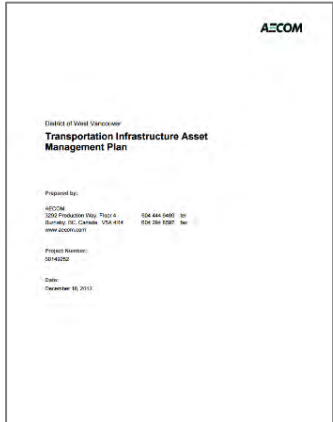 AECOM
District of West Vancouver
Transportation Infrastructure Asset
Management Plan
Prepared by:
AECOM
3292 Production Way, Floor 4
Burnaby, BC, Canada V5A 4R4
www.aecom.com
604 444 6400 tel
604 294 8597 fax
Project Number:
Date:
December 18, 2012